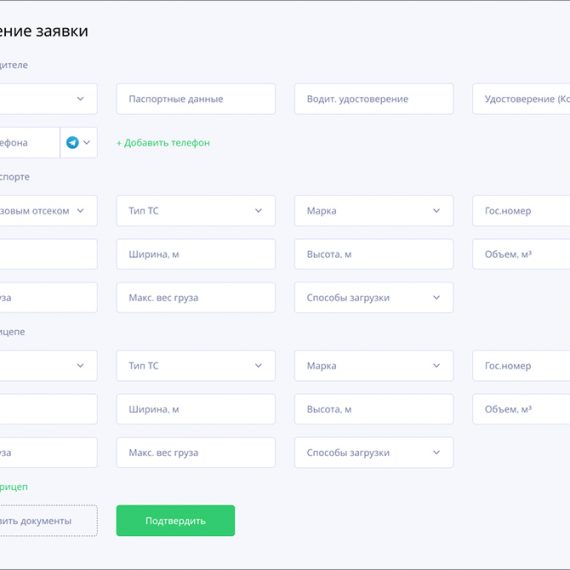 ение заявки
дителе
Паспортные данные Водит. удостоверение Удостоверение (Ко
ефона + Добавить телефон
спорте
зовым отсеком Тип ТС Марка Гос.номер
Ширина, м Высота, м Объем, м³
уза Макс. вес груза Способы загрузки
ицепе
Тип ТС Марка Гос.номер
Ширина, м Высота, м Объем, м³
уза Макс. вес груза Способы загрузки
рицеп
вить документы Подтвердить